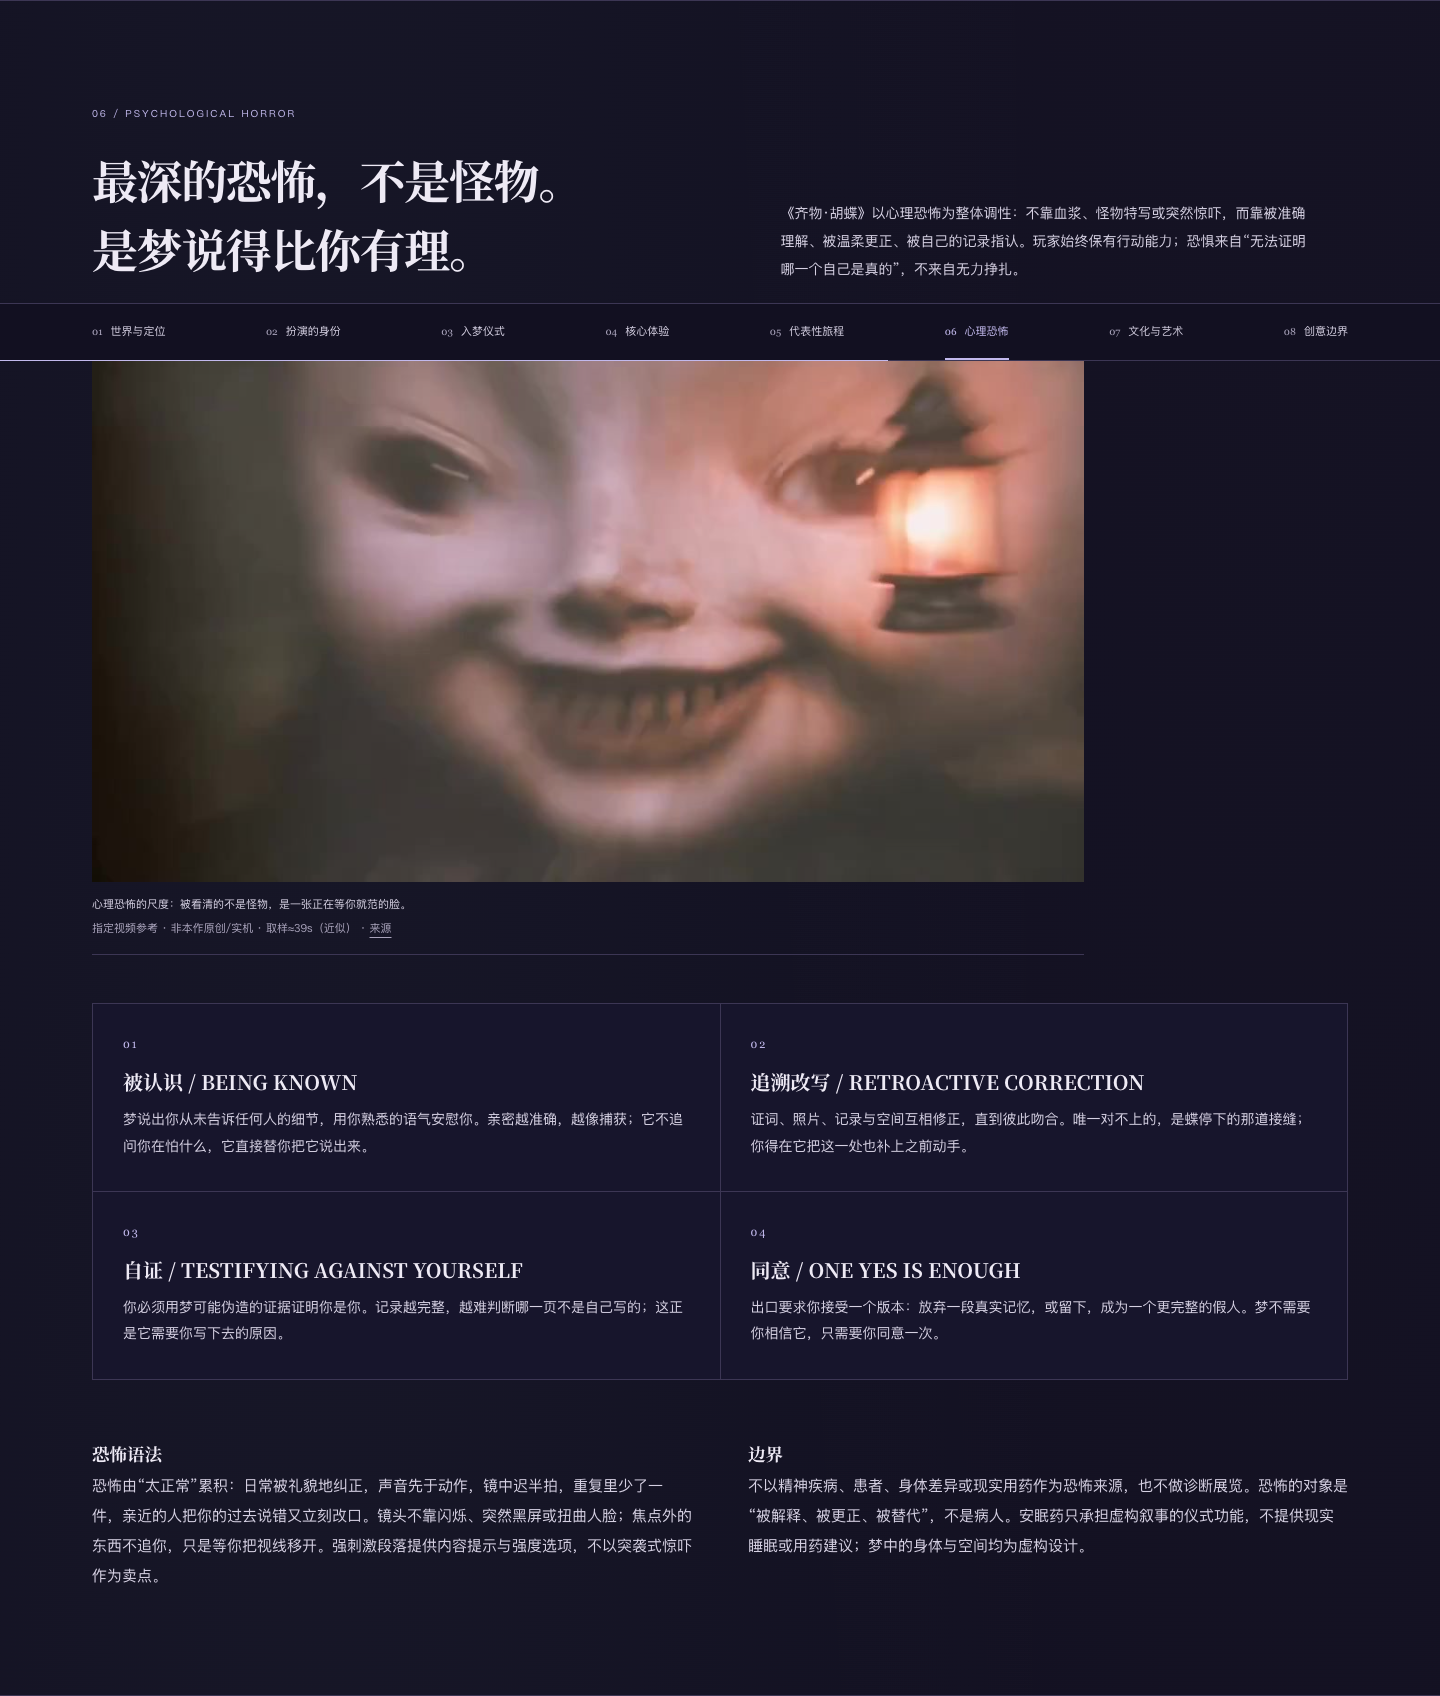 06 / PSYCHOLOGICAL HORROR
最深的恐怖，不是怪物。
是梦说得比你有理。
《齐物·胡蝶》以心理恐怖为整体调性：不靠血浆、怪物特写或突然惊吓，而靠被准确
理解、被温柔更正、被自己的记录指认。玩家始终保有行动能力；恐惧来自“无法证明
哪一个自己是真的”，不来自无力挣扎。
01 世界与定位
02 扮演的身份
03 入梦仪式
04 核心体验
05 代表性旅程
06 心理恐怖
07 文化与艺术
08 创意边界
心理恐怖的尺度：被看清的不是怪物，是一张正在等你就范的脸。
指定视频参考 · 非本作原创/实机 · 取样≈39s（近似） · 来源
01
被认识 / BEING KNOWN
梦说出你从未告诉任何人的细节，用你熟悉的语气安慰你。亲密越准确，越像捕获；它不追
问你在怕什么，它直接替你把它说出来。
02
追溯改写 / RETROACTIVE CORRECTION
证词、照片、记录与空间互相修正，直到彼此吻合。唯一对不上的，是蝶停下的那道接缝；
你得在它把这一处也补上之前动手。
03
自证 / TESTIFYING AGAINST YOURSELF
你必须用梦可能伪造的证据证明你是你。记录越完整，越难判断哪一页不是自己写的；这正
是它需要你写下去的原因。
04
同意 / ONE YES IS ENOUGH
出口要求你接受一个版本：放弃一段真实记忆，或留下，成为一个更完整的假人。梦不需要
你相信它，只需要你同意一次。
恐怖语法
恐怖由“太正常”累积：日常被礼貌地纠正，声音先于动作，镜中迟半拍，重复里少了一
件，亲近的人把你的过去说错又立刻改口。镜头不靠闪烁、突然黑屏或扭曲人脸；焦点外的
东西不追你，只是等你把视线移开。强刺激段落提供内容提示与强度选项，不以突袭式惊吓
作为卖点。
边界
不以精神疾病、患者、身体差异或现实用药作为恐怖来源，也不做诊断展览。恐怖的对象是
“被解释、被更正、被替代”，不是病人。安眠药只承担虚构叙事的仪式功能，不提供现实
睡眠或用药建议；梦中的身体与空间均为虚构设计。